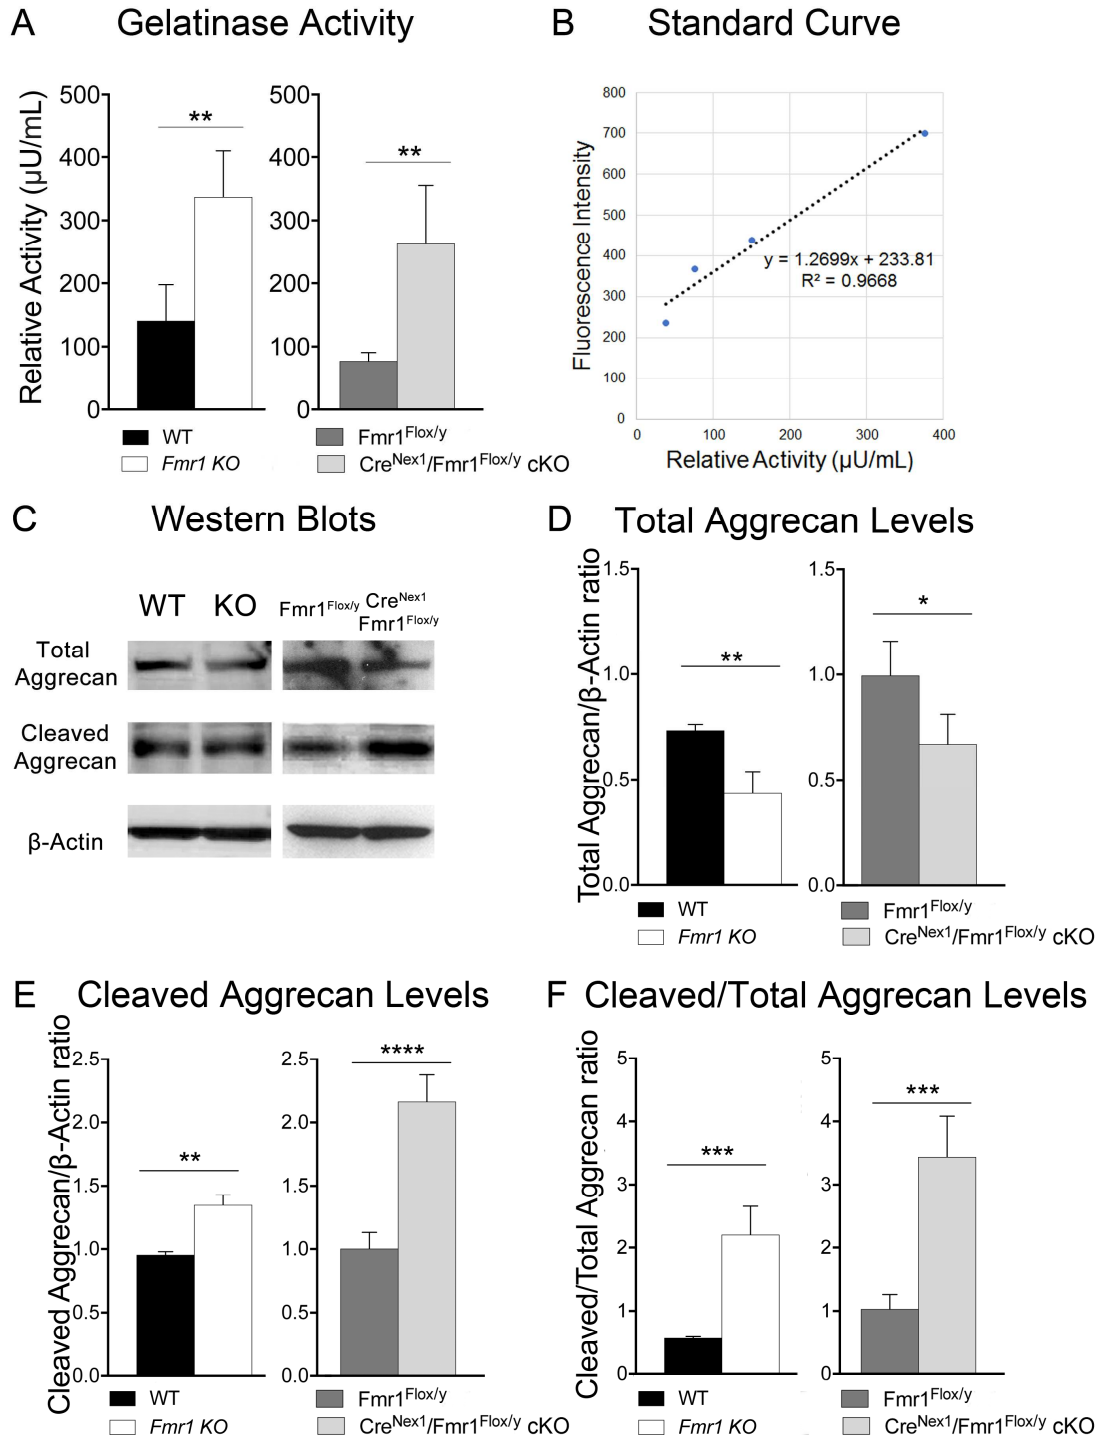 A Gelatinase Activity
Relative Activity (µU/mL)
500
400
300
200
100
0
**
WT
Fmr1 KO
500
400
300
200
100
0
**
Fmr1Flox/y
CreNex1/Fmr1Flox/y cKO
B Standard Curve
Fluorescence Intensity
800
700
600
500
400
300
200
100
0
y = 1.2699x + 233.81
R² = 0.9668
0 100 200 300 400
Relative Activity (µU/mL)
C Western Blots
WT KO Fmr1Flox/y CreNex1
Fmr1Flox/y
Total
Aggrecan
Cleaved
Aggrecan
β-Actin
D Total Aggrecan Levels
Total Aggrecan/β-Actin ratio
1.5
1.0
0.5
0.0
**
WT
Fmr1 KO
1.5
1.0
0.5
0.0
*
Fmr1Flox/y
CreNex1/Fmr1Flox/y cKO
E Cleaved Aggrecan Levels
Cleaved Aggrecan/β-Actin ratio
2.5
2.0
1.5
1.0
0.5
0.0
**
WT
Fmr1 KO
2.5
2.0
1.5
1.0
0.5
0.0
****
Fmr1Flox/y
CreNex1/Fmr1Flox/y cKO
F Cleaved/Total Aggrecan Levels
Cleaved/Total Aggrecan ratio
5
4
3
2
1
0
***
WT
Fmr1 KO
5
4
3
2
1
0
***
Fmr1Flox/y
CreNex1/Fmr1Flox/y cKO